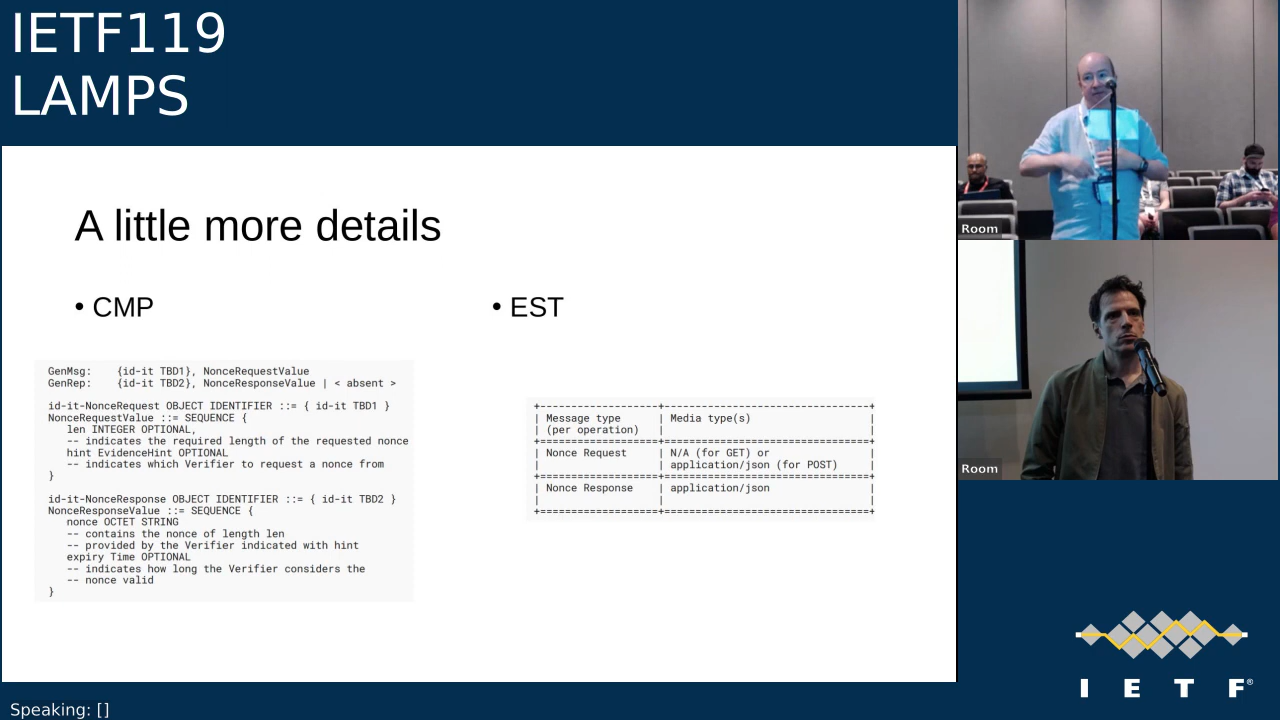 IETF119
LAMPS
A little more details
• CMP
GenMsg:    {id-it TBD1}, NonceRequestValue
GenRep:    {id-it TBD2}, NonceResponseValue | < absent >
id-it-NonceRequest OBJECT IDENTIFIER ::= { id-it TBD1 }
NonceRequestValue ::= SEQUENCE {
   len INTEGER OPTIONAL,
   -- indicates the required length of the requested nonce
   hint EvidenceHint OPTIONAL
   -- indicates which Verifier to request a nonce from
}
id-it-NonceResponse OBJECT IDENTIFIER ::= { id-it TBD2 }
NonceResponseValue ::= SEQUENCE {
   nonce OCTET STRING
   -- contains the nonce of length len
   -- provided by the Verifier indicated with hint
   expiry Time OPTIONAL
   -- indicates how long the Verifier considers the
   -- nonce valid
}
• EST
+-------------------+---------------------------------+
| Message type      | Media type(s)                   |
| (per operation)   |                                 |
+===================+=================================+
| Nonce Request     | N/A (for GET) or                |
|                   | application/json (for POST)     |
+===================+=================================+
| Nonce Response    | application/json                |
|                   |                                 |
+===================+=================================+
Room
Room
I E T F®
Speaking: []